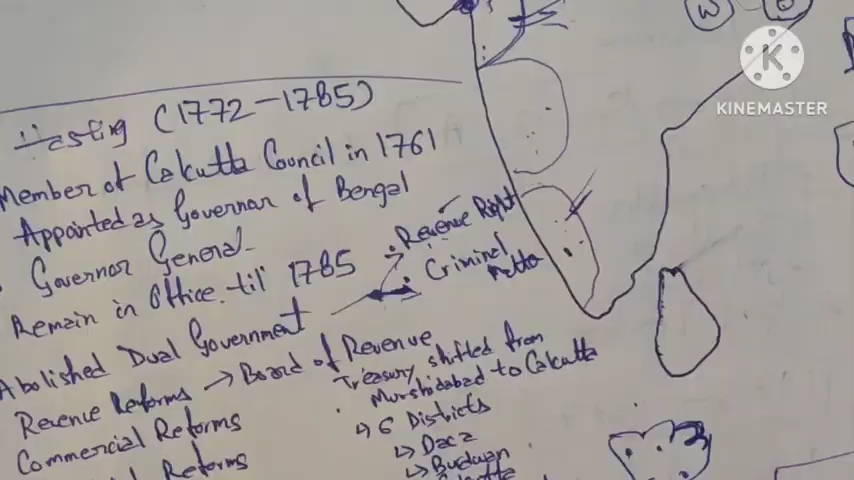 Hasting (1772-1785)
Member of Calcutta Council in 1761
Appointed as Governor of Bengal
Governor General
Remain in Office till 1785
Abolished Dual Government
Revenue Right
Criminal
Revenue Reforms → Board of Revenue
Treasury shifted from
Murshidabad to Calcutta
Commercial Reforms
6 Districts
Reforms
Daca
Burdwan
W
KINEMASTER